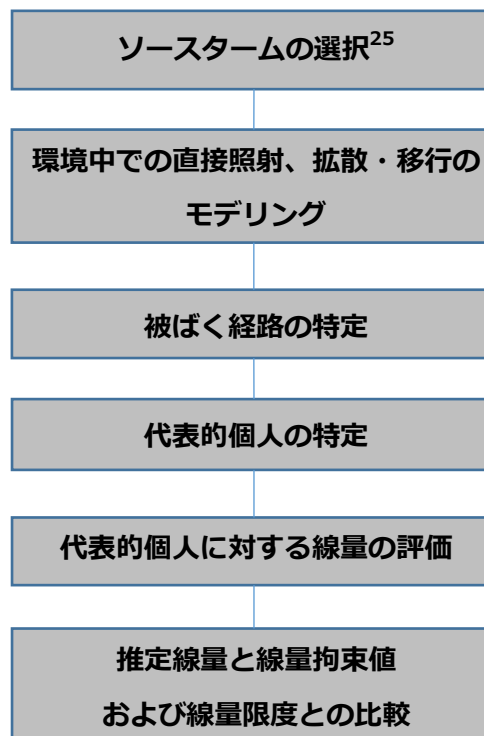 ソースタームの選択25
環境中での直接照射、拡散・移行の
モデリング
被ばく経路の特定
代表的個人の特定
代表的個人に対する線量の評価
推定線量と線量拘束値
および線量限度との比較